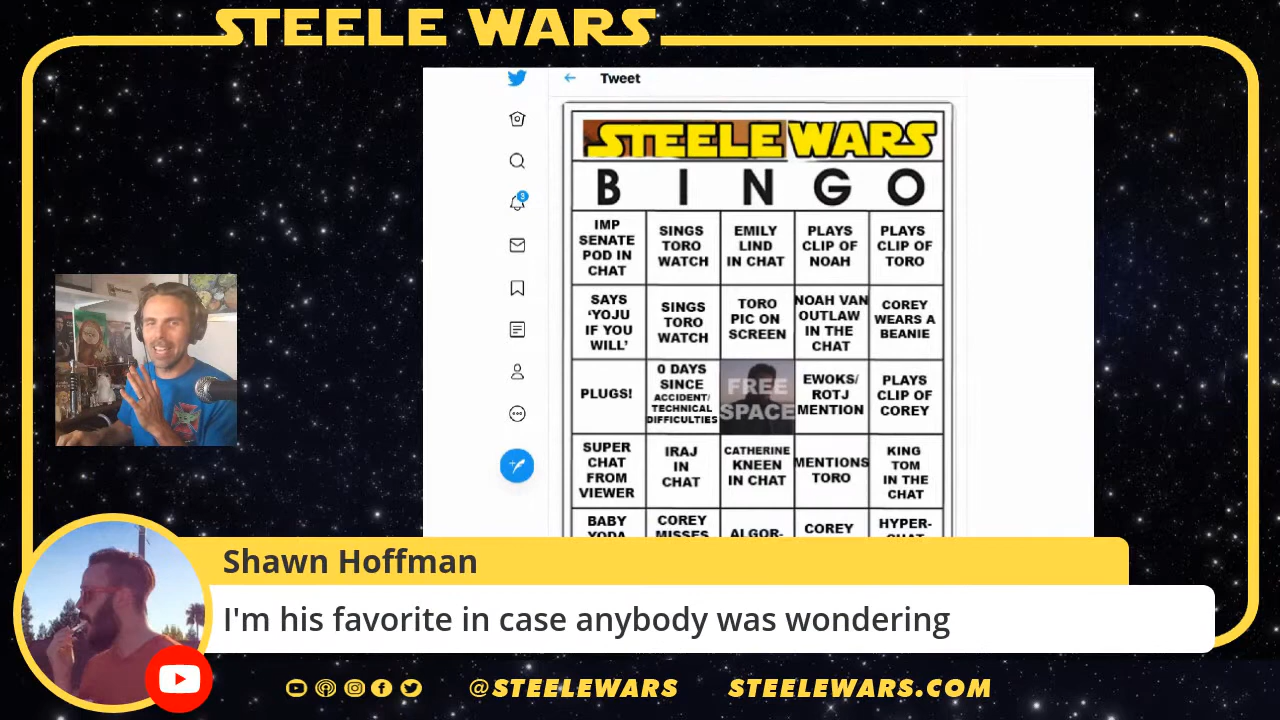 STEELE WARS
Tweet
3
STEELE WARS
B I N G O
IMP
SENATE
POD IN
CHAT
SINGS
TORO
WATCH
EMILY
LIND
IN CHAT
PLAYS
CLIP OF
NOAH
PLAYS
CLIP OF
TORO
SAYS
‘YOJU
IF YOU
WILL’
SINGS
TORO
WATCH
TORO
PIC ON
SCREEN
NOAH VAN
OUTLAW
IN THE
CHAT
COREY
WEARS A
BEANIE
PLUGS!
0 DAYS
SINCE
ACCIDENT/
TECHNICAL
DIFFICULTIES
FREE
SPACE
EWOKS/
ROTJ
MENTION
PLAYS
CLIP OF
COREY
SUPER
CHAT
FROM
VIEWER
IRAJ
IN
CHAT
CATHERINE
KNEEN
IN CHAT
MENTIONS
TORO
KING
TOM
IN THE
CHAT
BABY
YODA
COREY
MISSES
ALGOR-
COREY
HYPER-
Shawn Hoffman
I'm his favorite in case anybody was wondering
@STEELEWARS
STEELEWARS.COM